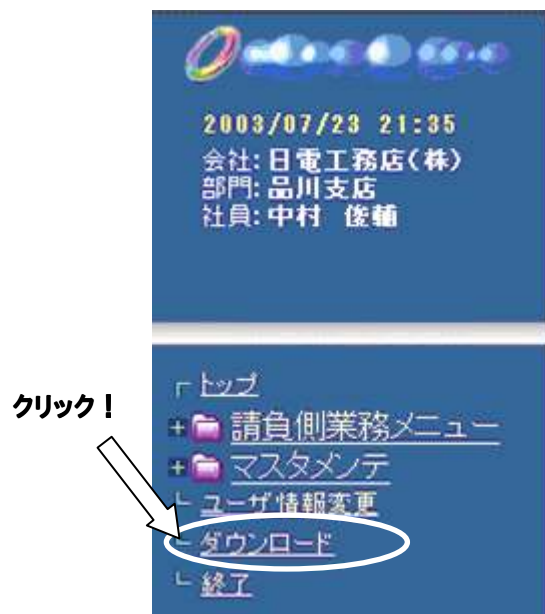 2003/07/23 21:35
会社:日電工務店(株)
部門:品川支店
社員:中村 俊輔
クリック！
トップ
請負側業務メニュー
マスタメンテ
ユーザ情報変更
ダウンロード
終了